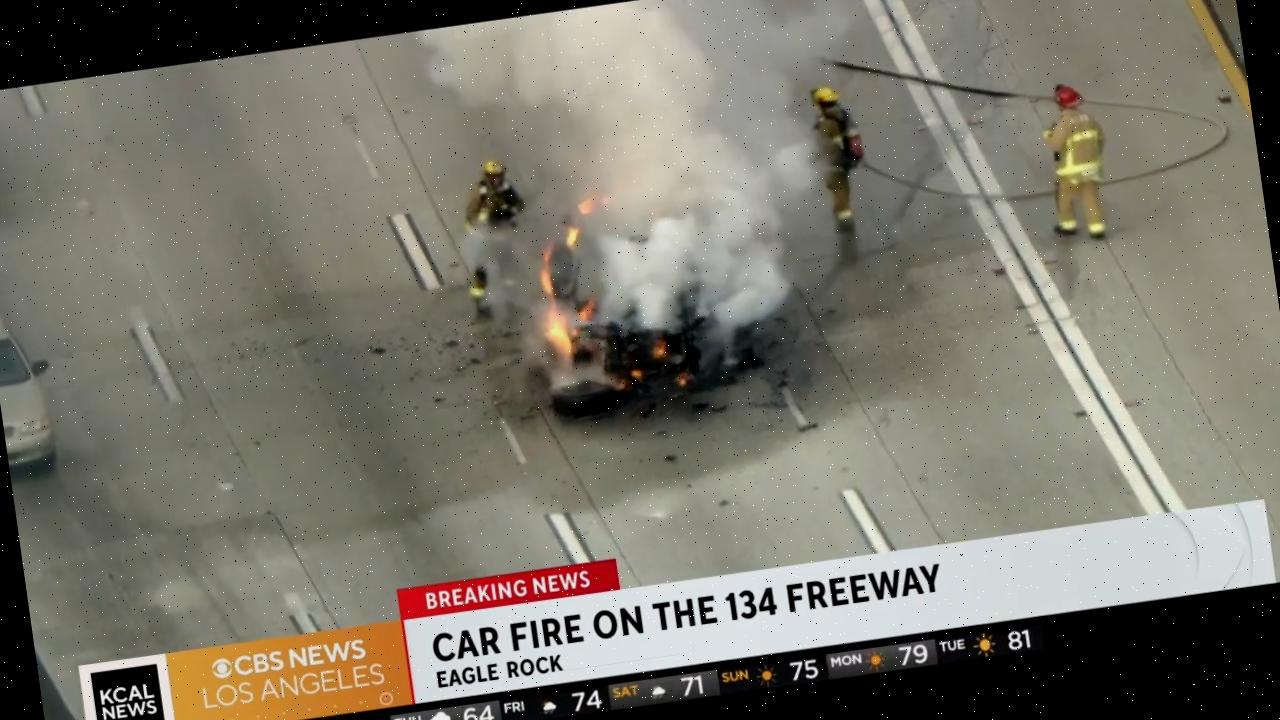 BREAKING NEWS
CAR FIRE ON THE 134 FREEWAY
EAGLE ROCK
CBS NEWS
LOS ANGELES
KCAL
NEWS
64 FRI 74 SAT 71 SUN 75 MON 79 TUE 81